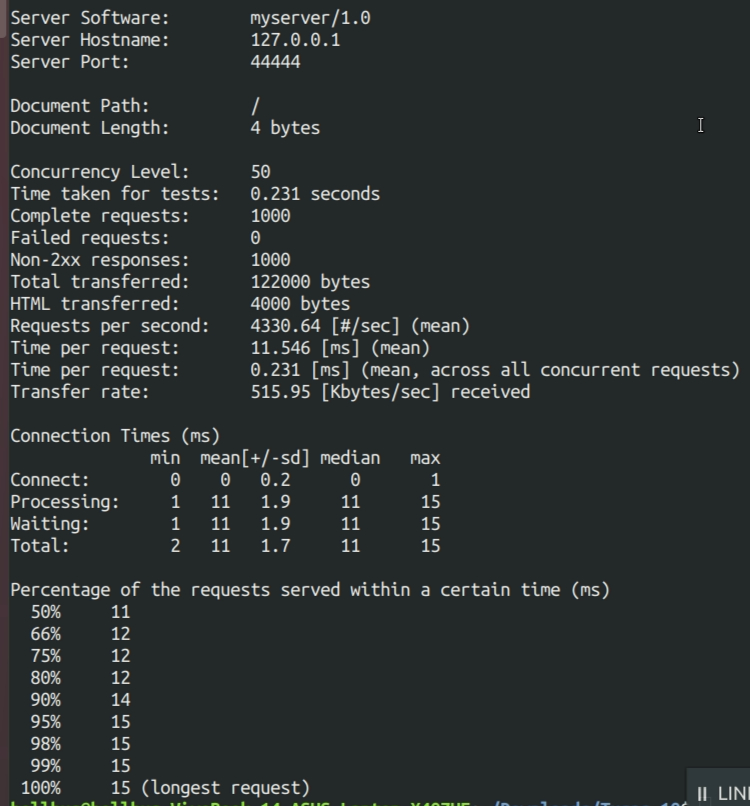 Server Software: myserver/1.0
Server Hostname: 127.0.0.1
Server Port: 44444
Document Path: /
Document Length: 4 bytes
Concurrency Level: 50
Time taken for tests: 0.231 seconds
Complete requests: 1000
Failed requests: 0
Non-2xx responses: 1000
Total transferred: 122000 bytes
HTML transferred: 4000 bytes
Requests per second: 4330.64 [#/sec] (mean)
Time per request: 11.546 [ms] (mean)
Time per request: 0.231 [ms] (mean, across all concurrent requests)
Transfer rate: 515.95 [Kbytes/sec] received
Connection Times (ms)
min mean[+/-sd] median max
Connect: 0 0 0.2 0 1
Processing: 1 11 1.9 11 15
Waiting: 1 11 1.9 11 15
Total: 2 11 1.7 11 15
Percentage of the requests served within a certain time (ms)
50% 11
66% 12
75% 12
80% 12
90% 14
95% 15
98% 15
99% 15
100% 15 (longest request)